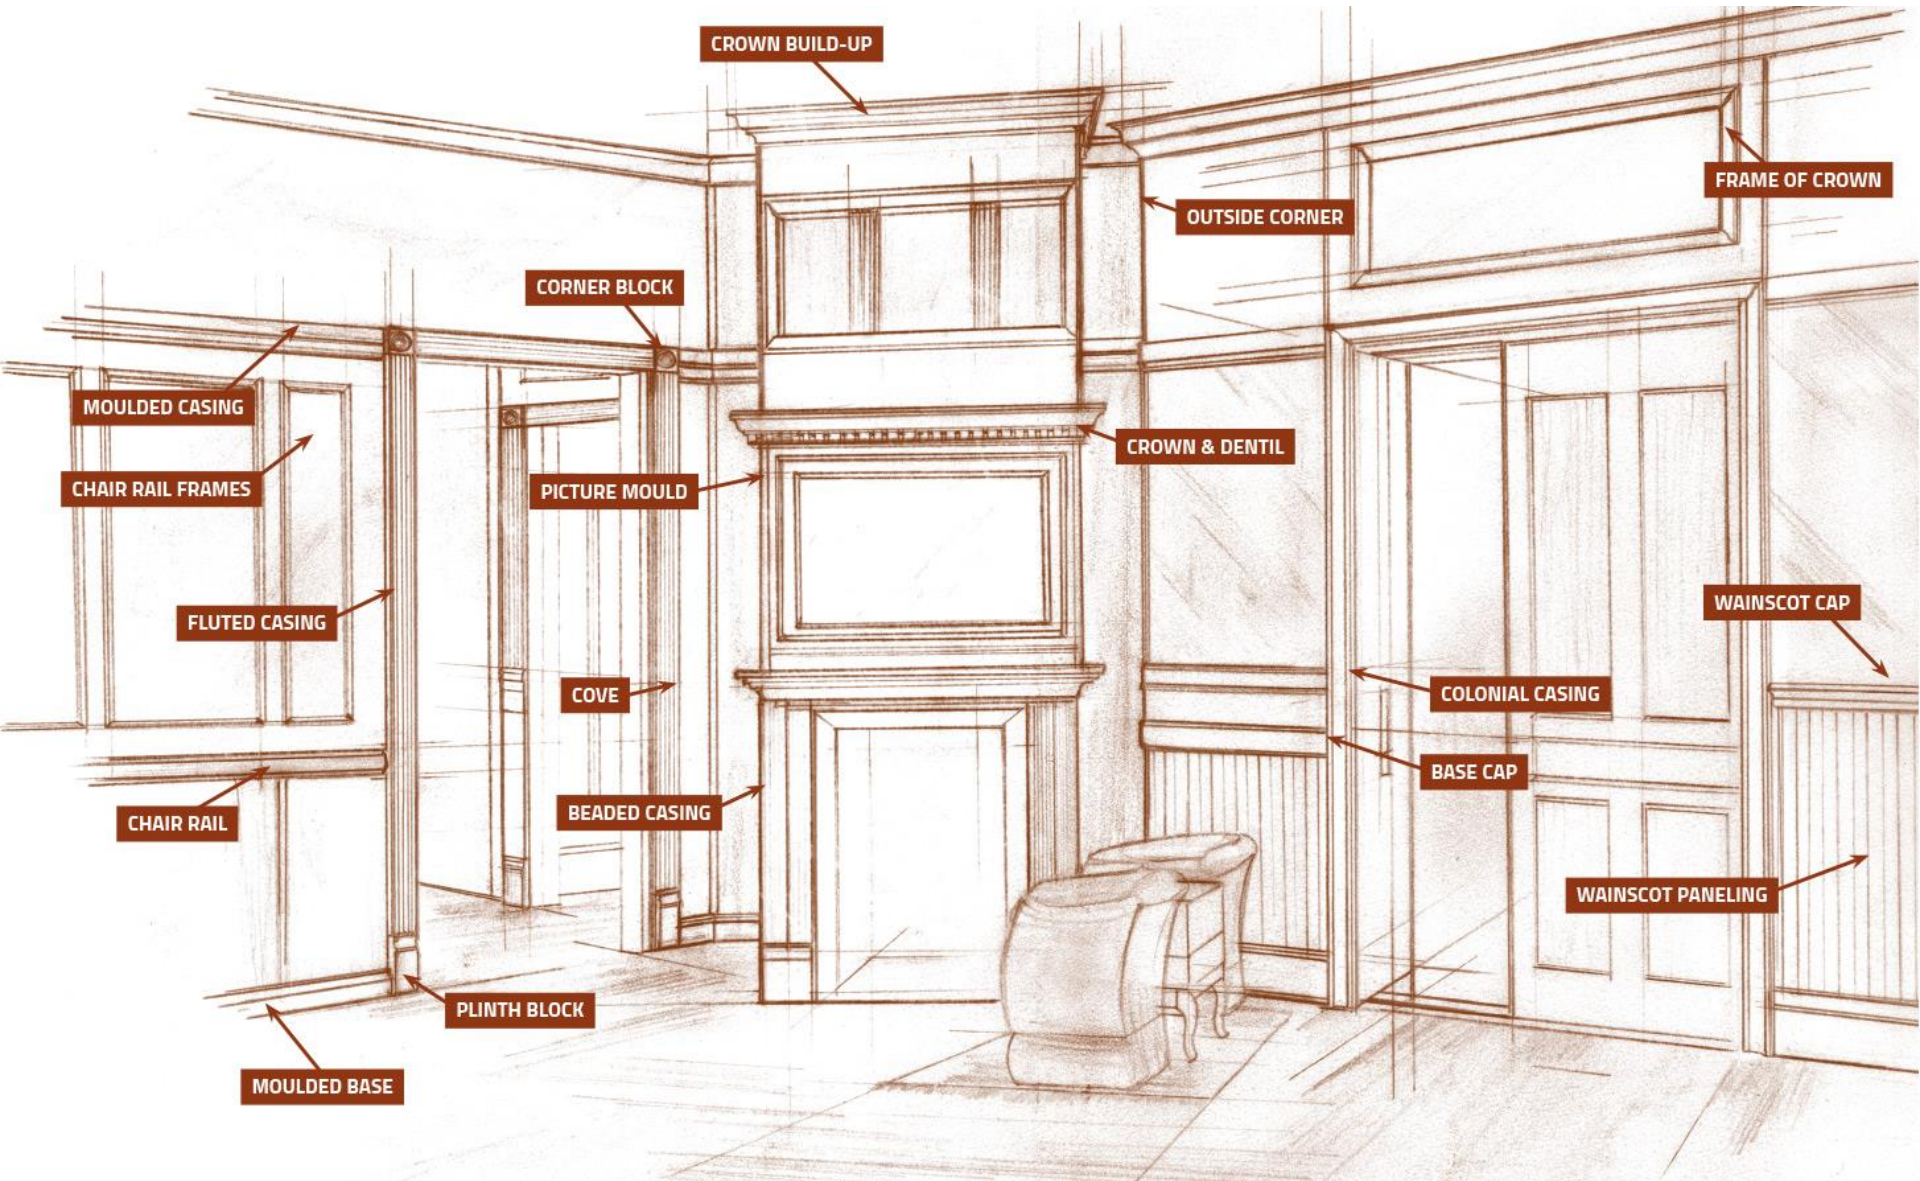 CROWN BUILD-UP
FRAME OF CROWN
OUTSIDE CORNER
CORNER BLOCK
MOULDED CASING
CROWN & DENTIL
CHAIR RAIL FRAMES
PICTURE MOULD
WAINSCOT CAP
FLUTED CASING
COVE
COLONIAL CASING
BASE CAP
BEADED CASING
CHAIR RAIL
WAINSCOT PANELING
PLINTH BLOCK
MOULDED BASE